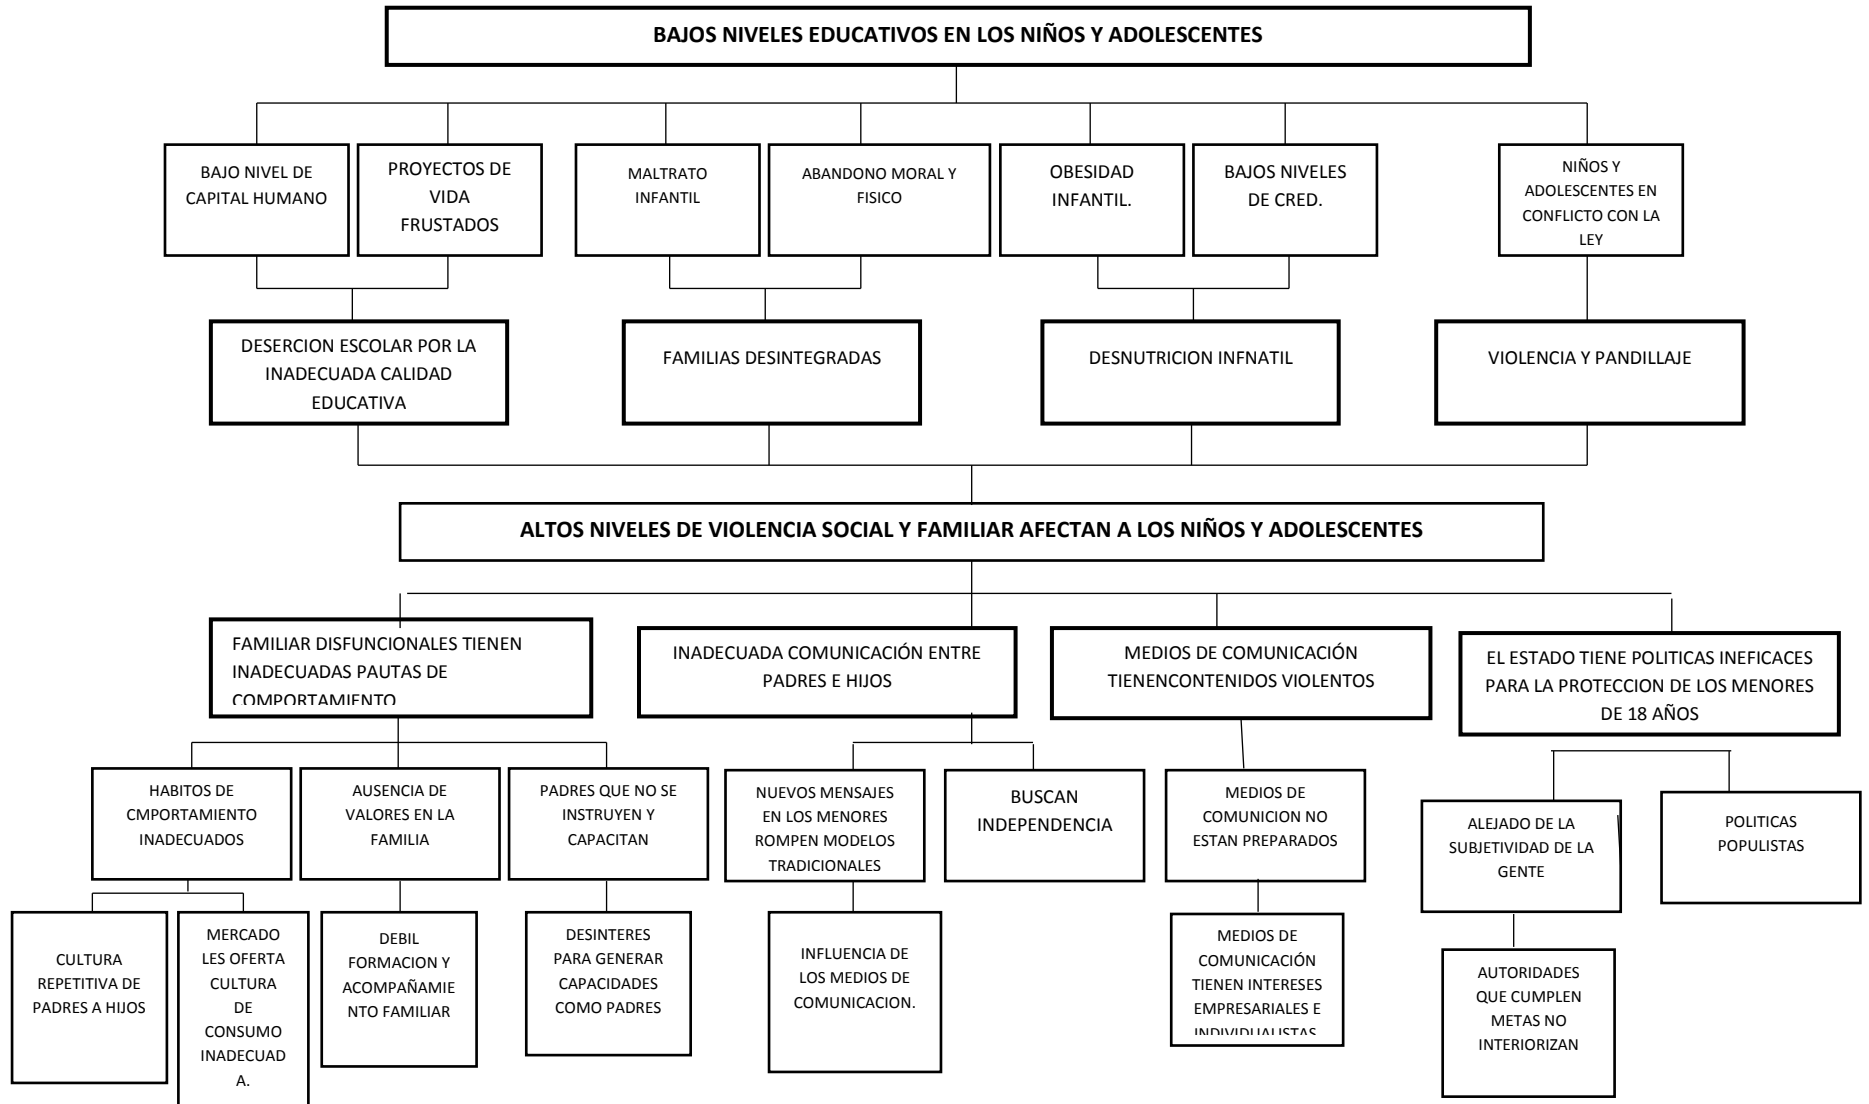 BAJOS NIVELES EDUCATIVOS EN LOS NIÑOS Y ADOLESCENTES
BAJO NIVEL DE
CAPITAL HUMANO
PROYECTOS DE
VIDA
FRUSTADOS
MALTRATO
INFANTIL
ABANDONO MORAL Y
FISICO
OBESIDAD
INFANTIL.
BAJOS NIVELES
DE CRED.
NIÑOS Y
ADOLESCENTES EN
CONFLICTO CON LA
LEY
DESERCION ESCOLAR POR LA
INADECUADA CALIDAD
EDUCATIVA
FAMILIAS DESINTEGRADAS
DESNUTRICION INFNATIL
VIOLENCIA Y PANDILLAJE
ALTOS NIVELES DE VIOLENCIA SOCIAL Y FAMILIAR AFECTAN A LOS NIÑOS Y ADOLESCENTES
FAMILIAR DISFUNCIONALES TIENEN
INADECUADAS PAUTAS DE
COMPORTAMIENTO
INADECUADA COMUNICACIÓN ENTRE
PADRES E HIJOS
MEDIOS DE COMUNICACIÓN
TIENENCONTENIDOS VIOLENTOS
EL ESTADO TIENE POLITICAS INEFICACES
PARA LA PROTECCION DE LOS MENORES
DE 18 AÑOS
HABITOS DE
CMPORTAMIENTO
INADECUADOS
AUSENCIA DE
VALORES EN LA
FAMILIA
PADRES QUE NO SE
INSTRUYEN Y
CAPACITAN
NUEVOS MENSAJES
EN LOS MENORES
ROMPEN MODELOS
TRADICIONALES
BUSCAN
INDEPENDENCIA
MEDIOS DE
COMUNICION NO
ESTAN PREPARADOS
ALEJADO DE LA
SUBJETIVIDAD DE LA
GENTE
POLITICAS
POPULISTAS
CULTURA
REPETITIVA DE
PADRES A HIJOS
MERCADO
LES OFERTA
CULTURA
DE
CONSUMO
INADECUAD
A.
DEBIL
FORMACION Y
ACOMPAÑAMIE
NTO FAMILIAR
DESINTERES
PARA GENERAR
CAPACIDADES
COMO PADRES
INFLUENCIA DE
LOS MEDIOS DE
COMUNICACION.
MEDIOS DE
COMUNICACIÓN
TIENEN INTERESES
EMPRESARIALES E
INDIVIDUALISTAS
AUTORIDADES
QUE CUMPLEN
METAS NO
INTERIORIZAN